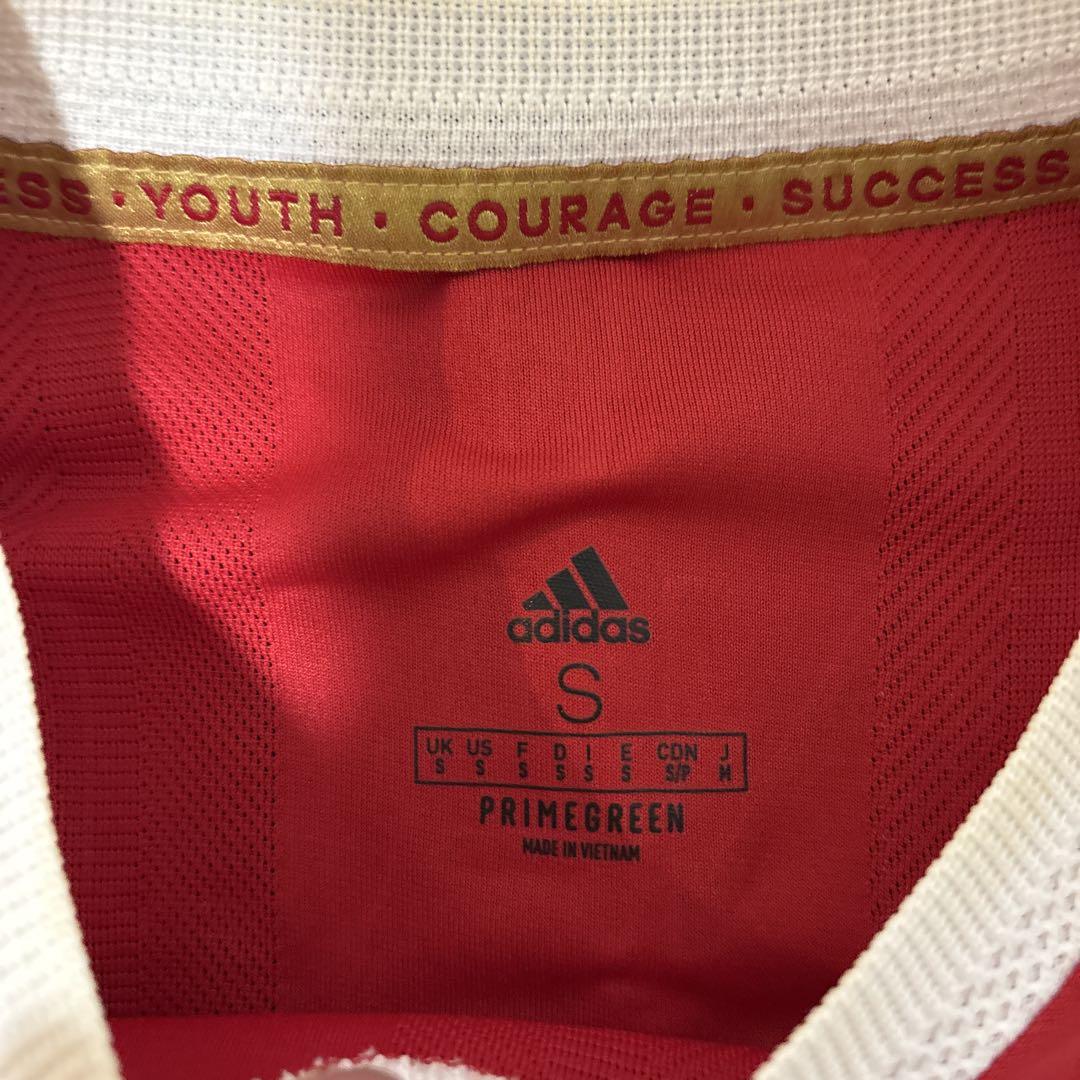 ESS · YOUTH · COURAGE · SUCCESS
adidas
S
UK US F D I E CDN J
S S S S S S S/P M
PRIMEGREEN
MADE IN VIETNAM